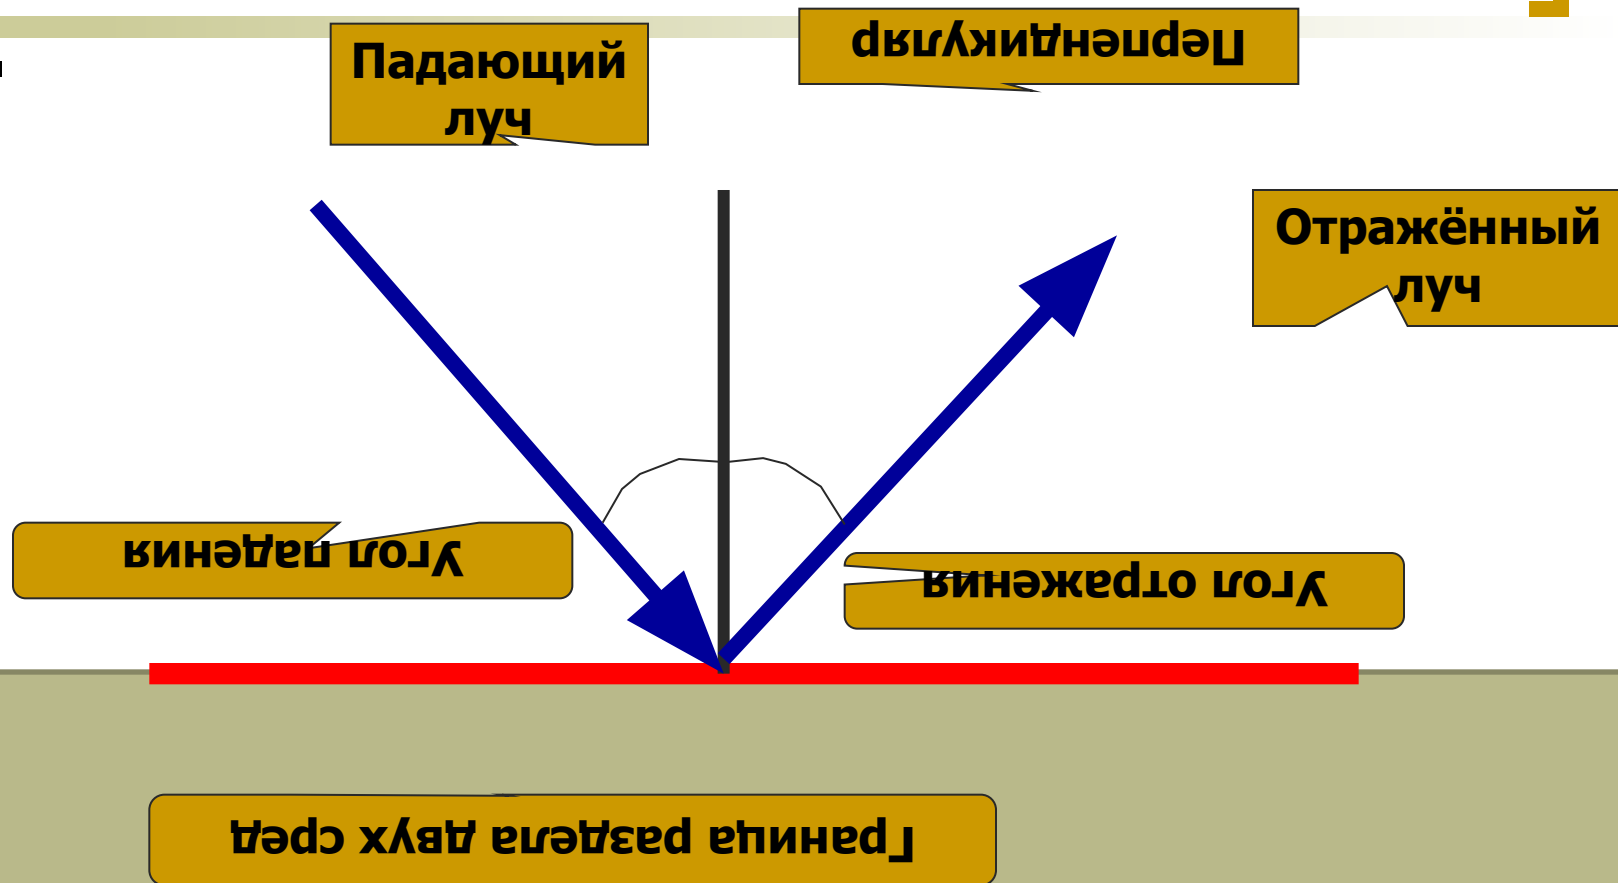 Падающий
луч
Перпендикуляр
Отражённый
луч
Угол падения
Угол отражения
Граница раздела двух сред